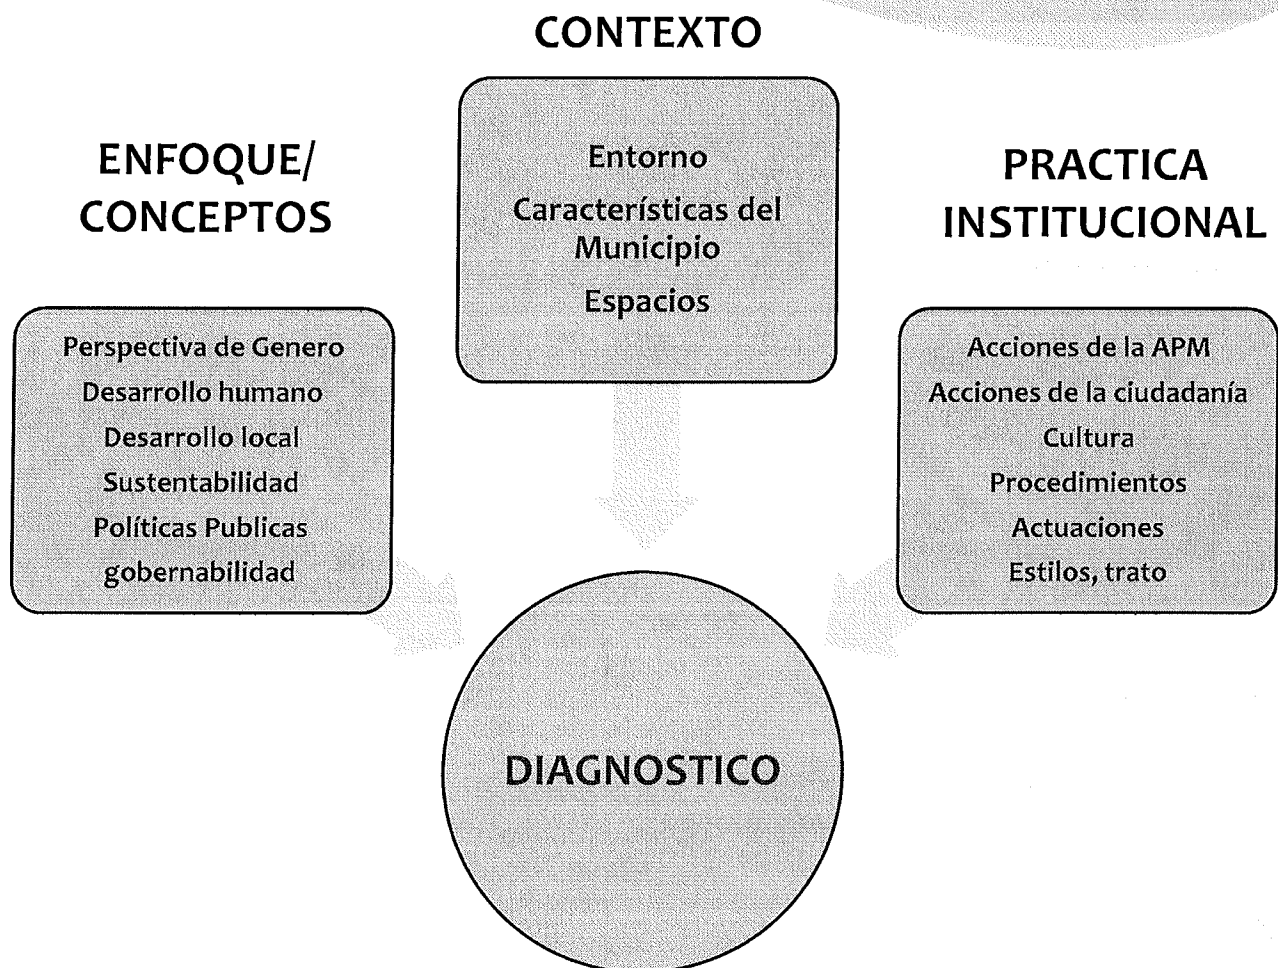 CONTEXTO
Entorno
Característícas del
Municipio
Espacios
ENFOQUE/
CONCEPTOS
Perspectiva de Genero
Desarrollo humano
Desarrollo local
Sustentabilidad
Políticas Publicas
gobernabilidad
PRACTICA
INSTITUCIONAL
Acciones de la APM
Acciones de la ciudadanía
Cultura
Procedimientos
Actuaciones
Estilos, trato
DIAGNOSTICO